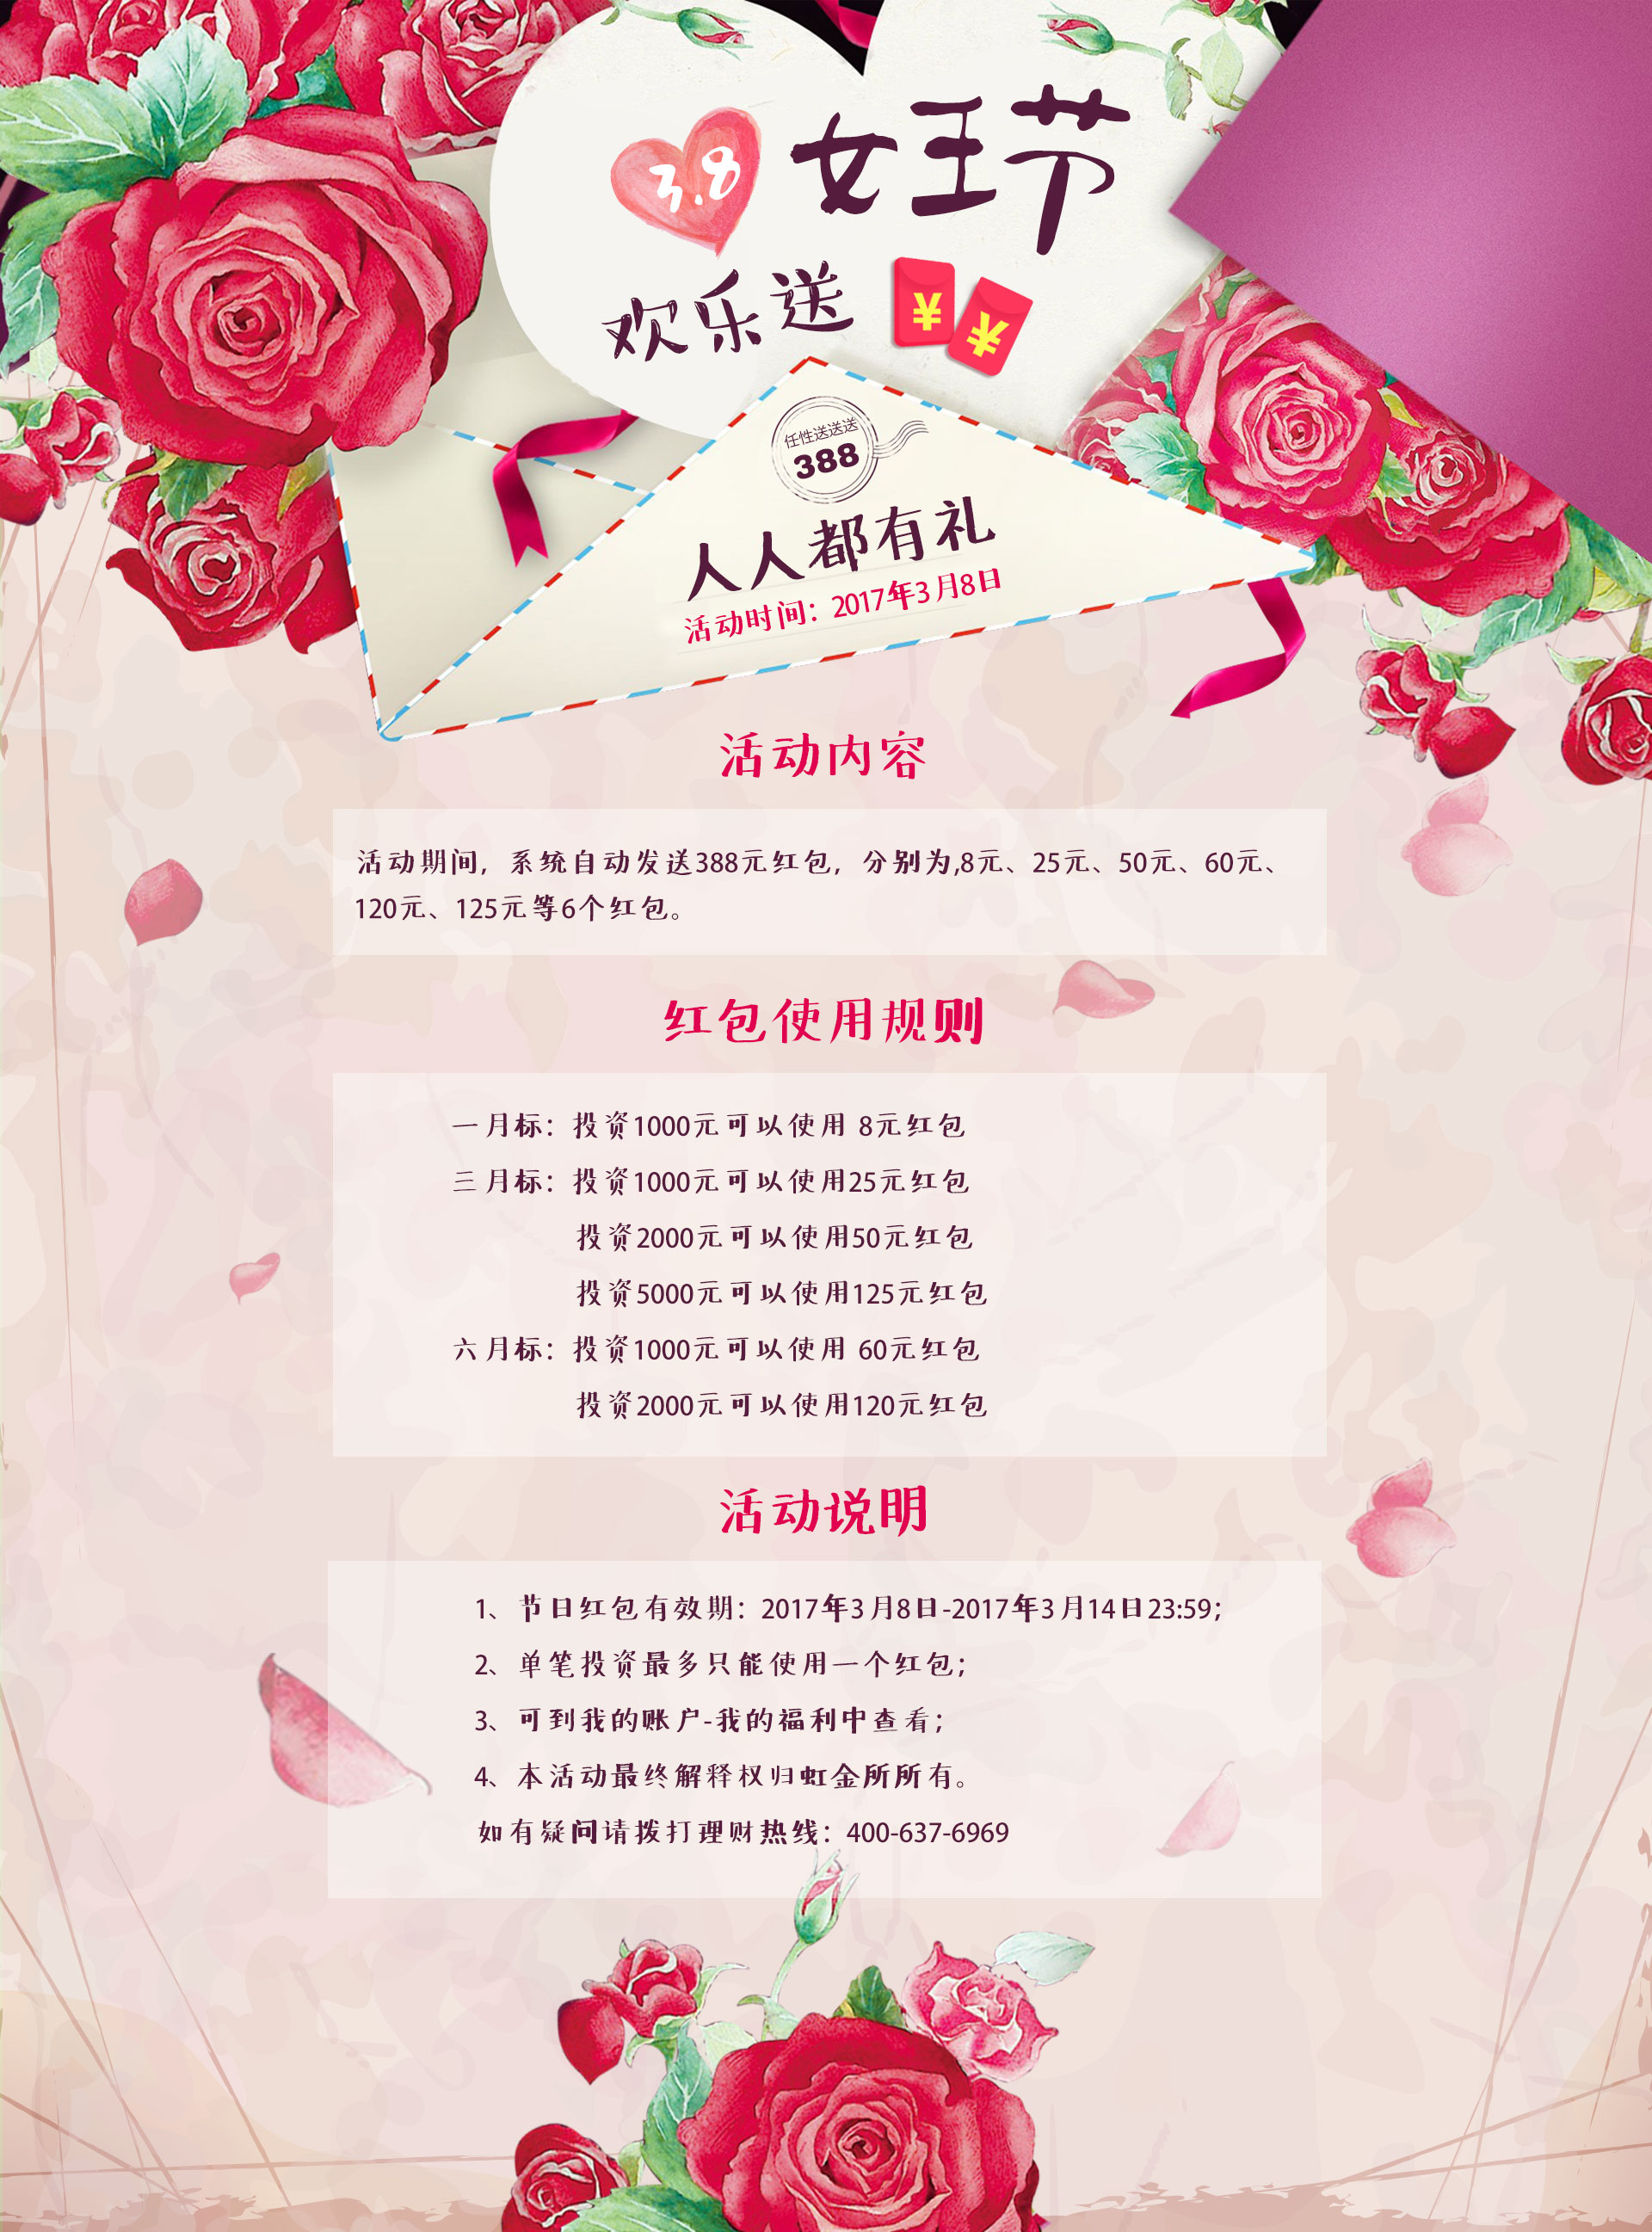 3.8 女王节
欢乐送
¥ ¥
任性送送送
388
人人都有礼
活动时间：2017年3月8日
活动内容
活动期间，系统自动发送388元红包，分别为,8元、25元、50元、60元、
120元、125元等6个红包。
红包使用规则
一月标：投资1000元可以使用 8元红包
三月标：投资1000元可以使用25元红包
投资2000元可以使用50元红包
投资5000元可以使用125元红包
六月标：投资1000元可以使用 60元红包
投资2000元可以使用120元红包
活动说明
1、节日红包有效期：2017年3月8日-2017年3月14日23:59；
2、单笔投资最多只能使用一个红包；
3、可到我的账户-我的福利中查看；
4、本活动最终解释权归虹金所所有。
如有疑问请拨打理财热线：400-637-6969